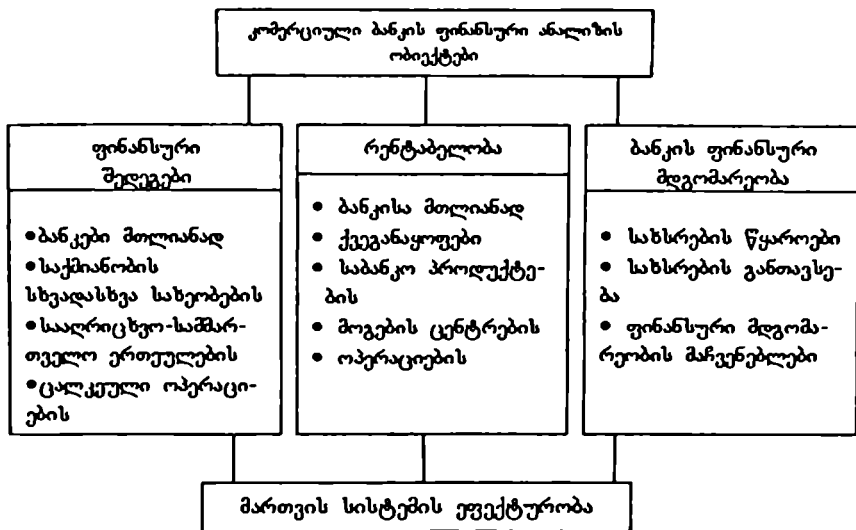 კომერციული ბანკის ფინანსური ანალიზის
ობიექტები
ფინანსური
შედეგები
●ბანკები მთლიანად
●საქმიანობის
სხვადასხვა სახეობების
●სააღრიცხვო-სამმარ-
თველო ერთეულების
●ცალკეული ოპერაცი-
ების
რენტაბელობა
● ბანკისა მთლიანად
● ქვეგანაყოფები
● საბანკო პროდუქტე-
ბის
● მოგების ცენტრების
● ოპერაციების
ბანკის ფინანსური
მდგომარეობა
● სახსრების წყაროები
● სახსრების განთავსე-
ბა
● ფინანსური მდგომა-
რეობის მაჩვენებლები
მართვის სისტემის ეფექტურობა